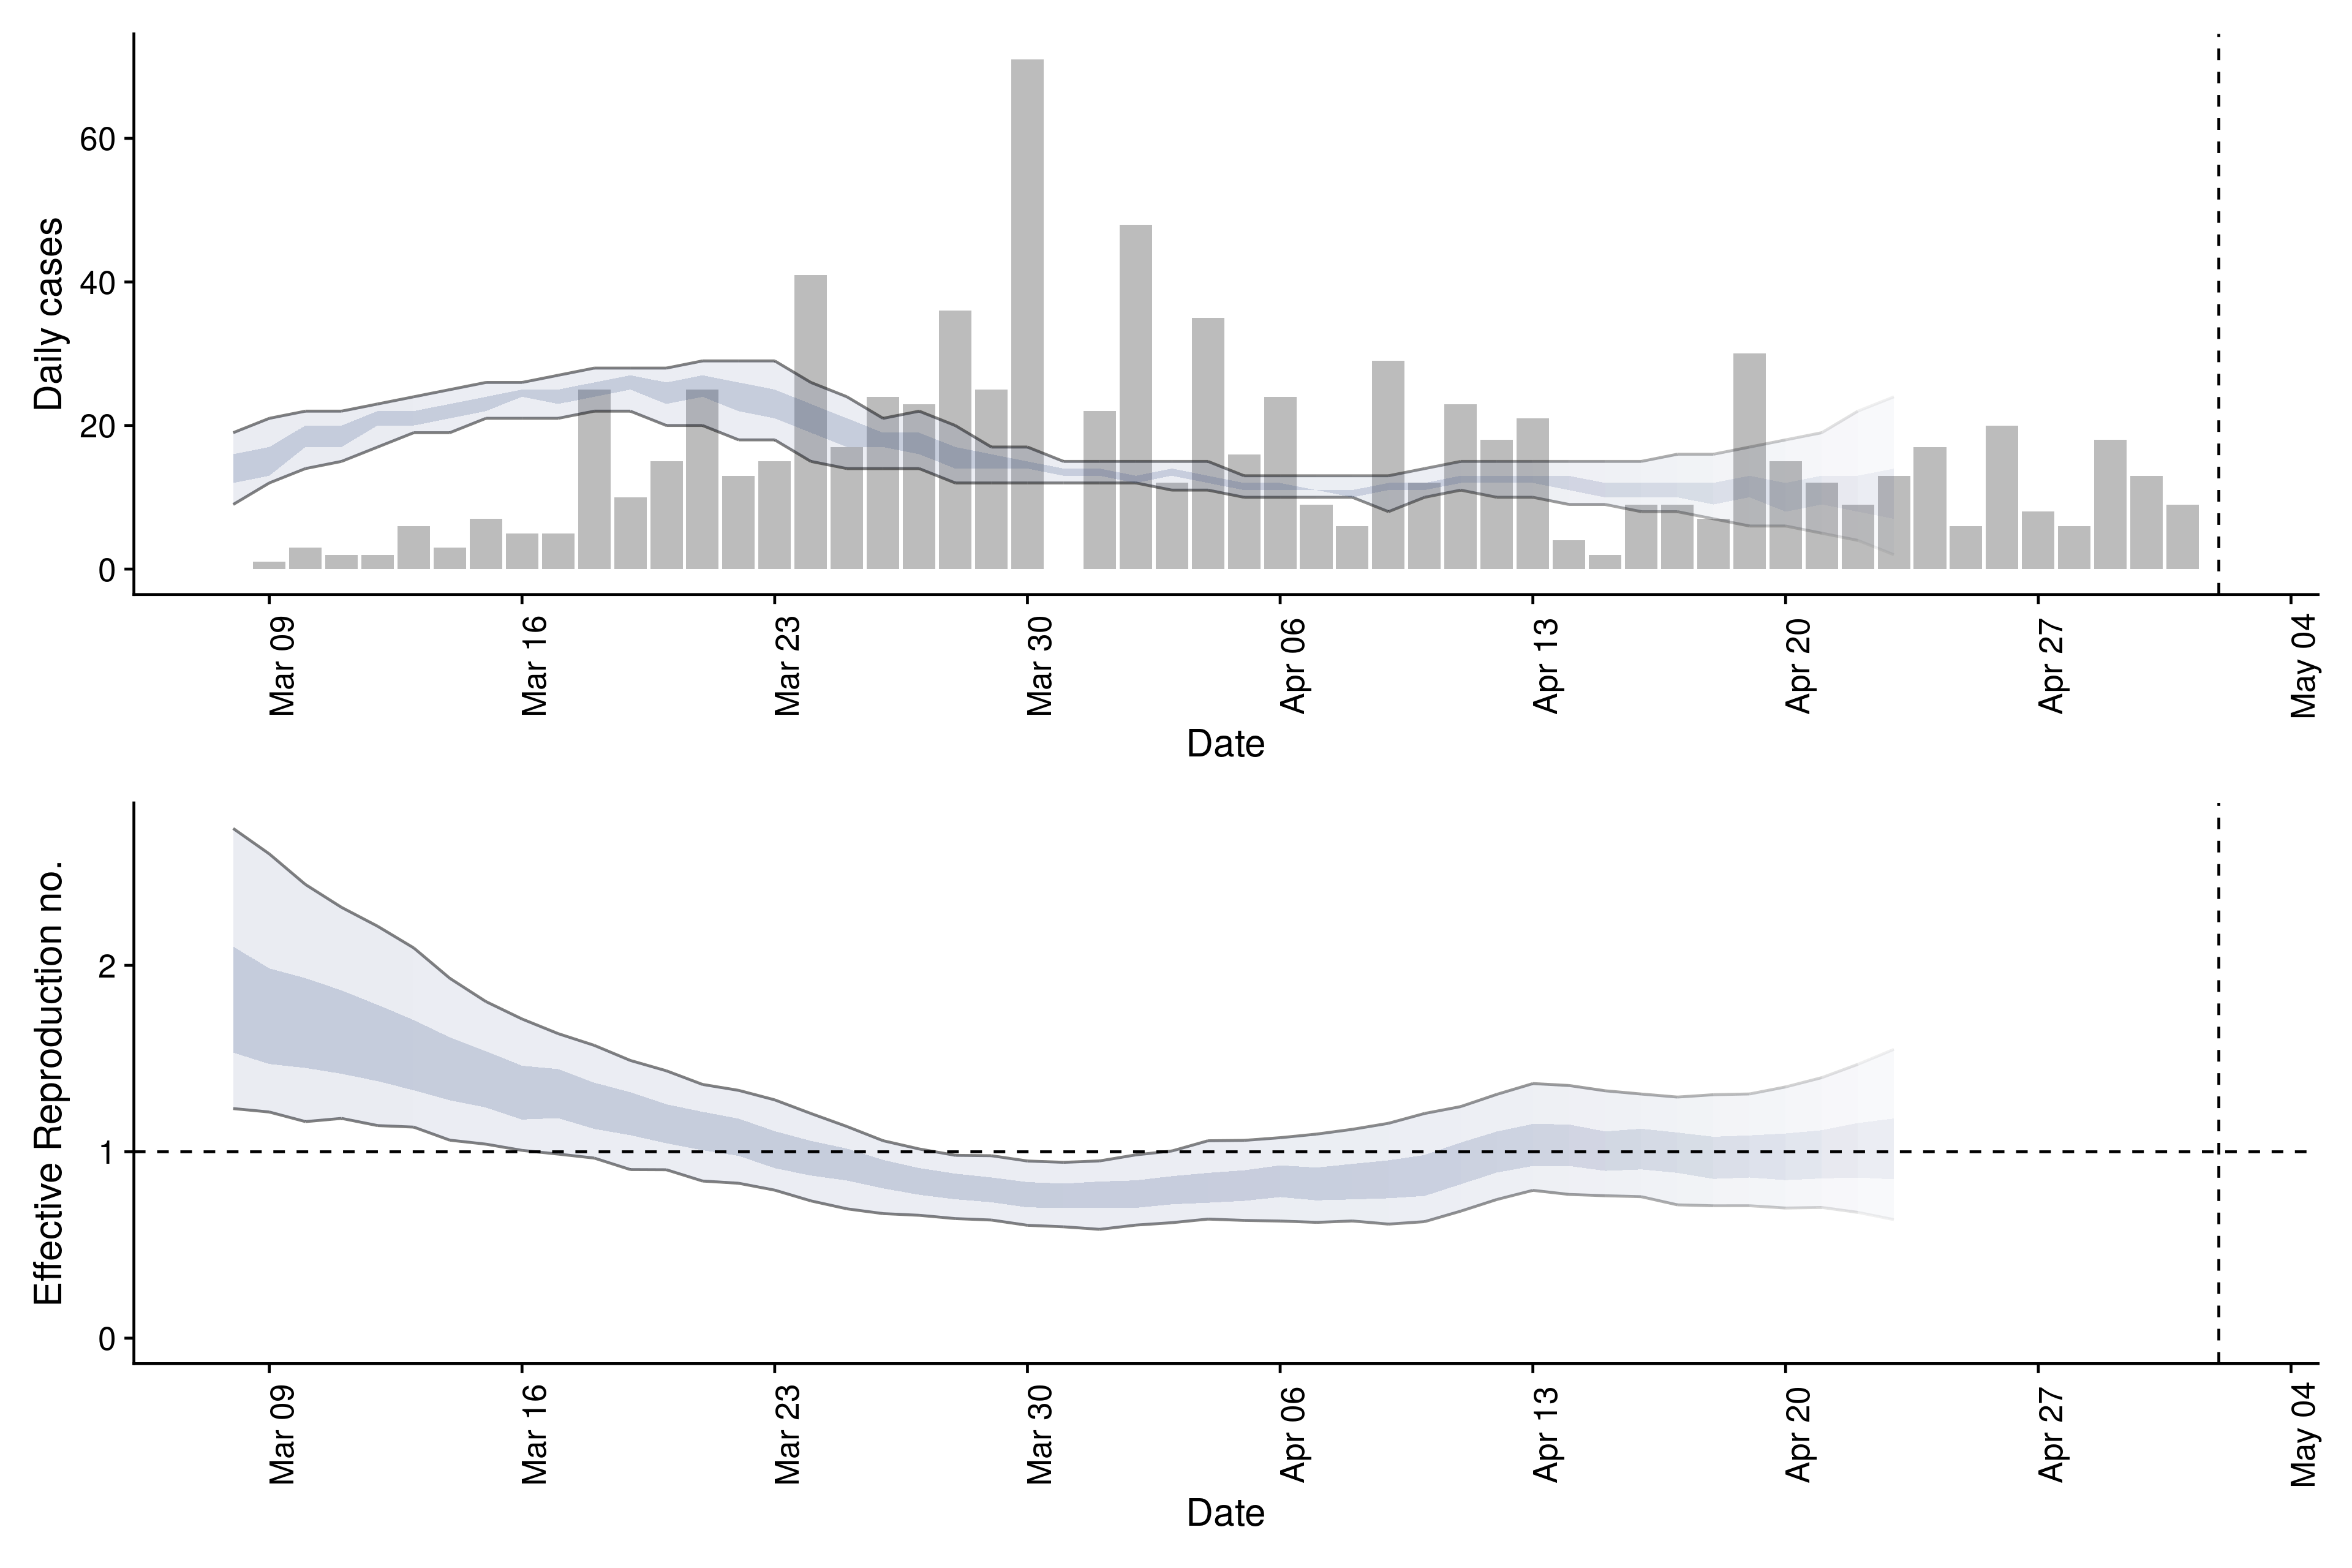 Daily cases
60
40
20
0
Mar 09
Mar 16
Mar 23
Mar 30
Apr 06
Apr 13
Apr 20
Apr 27
May 04
Date
Effective Reproduction no.
2
1
0
Mar 09
Mar 16
Mar 23
Mar 30
Apr 06
Apr 13
Apr 20
Apr 27
May 04
Date